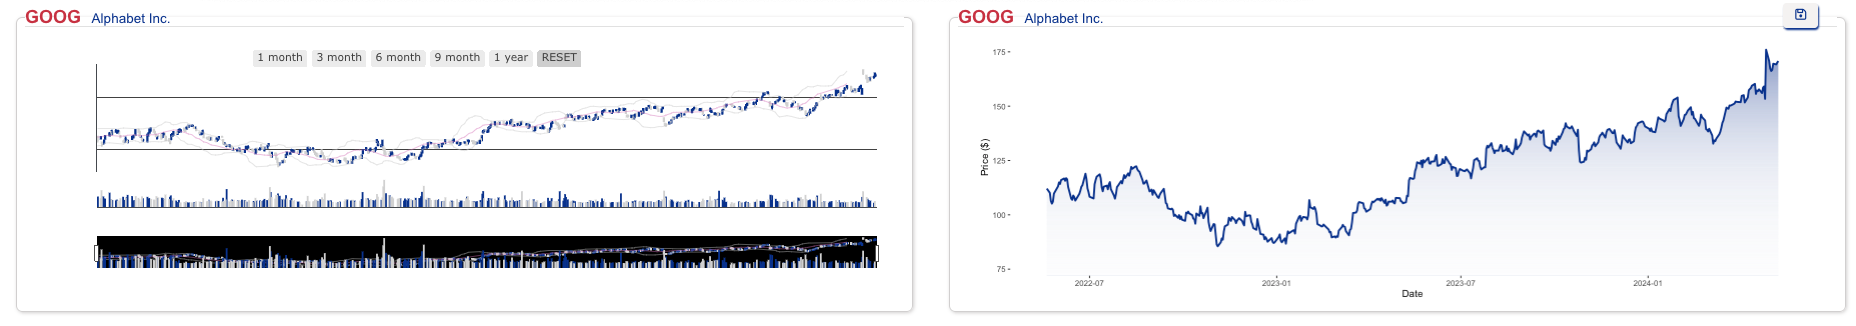 GOOG Alphabet Inc.
1 month 3 month 6 month 9 month 1 year RESET
GOOG Alphabet Inc.
175
150
125
100
75
Price ($)
2022-07 2023-01 2023-07 2024-01
Date